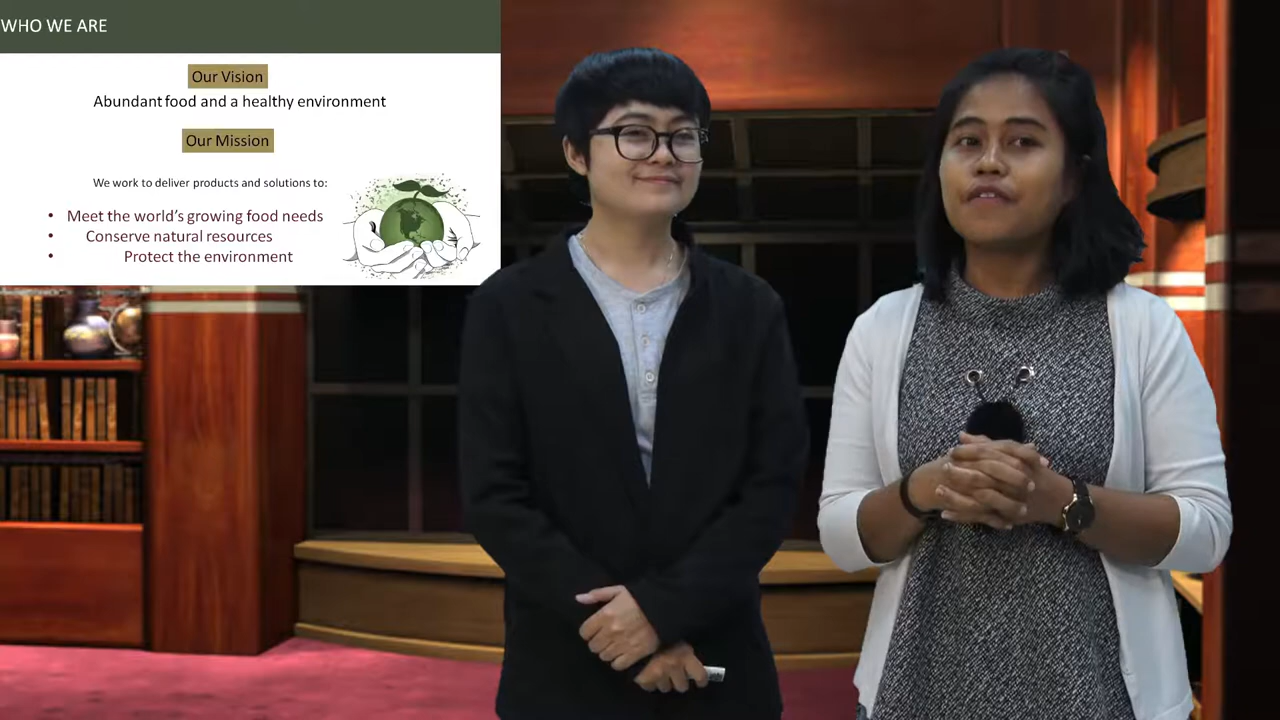 WHO WE ARE
Our Vision
Abundant food and a healthy environment
Our Mission
We work to deliver products and solutions to:
• Meet the world's growing food needs
• Conserve natural resources
• Protect the environment